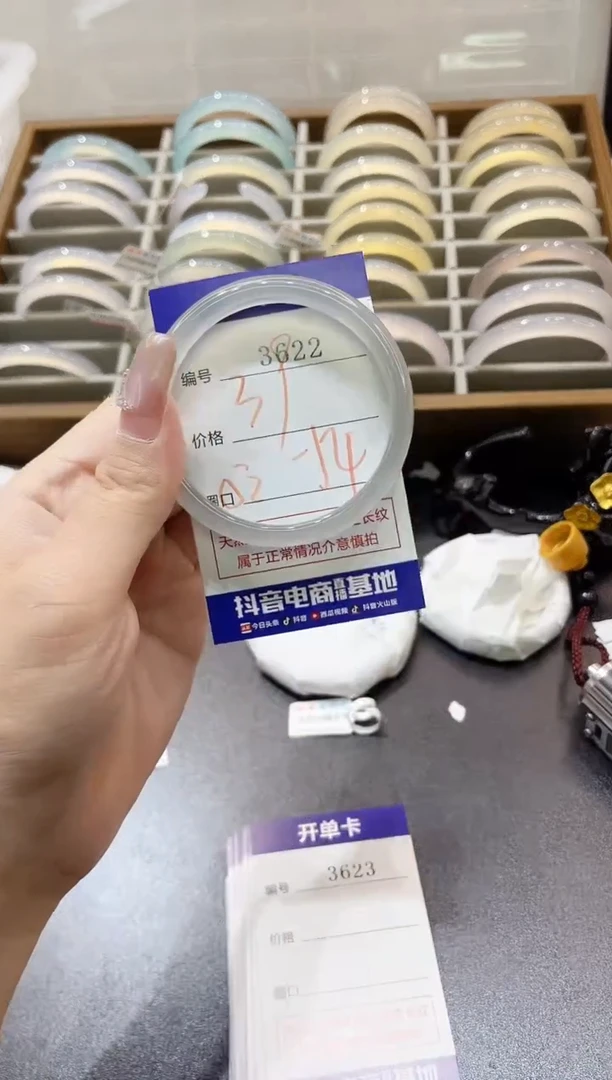 编号 3622
价格
圈口
属于正常情况介意慎拍
抖音电商直播基地
今日头条 抖音 西瓜视频 抖音火山版
开单卡
编号 3623
价格
圈口